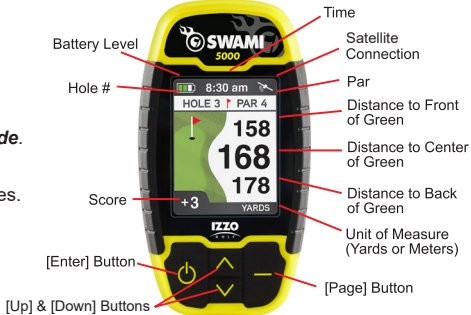 Time
Battery Level
Satellite
Connection
SWAMI
5000
Hole #
8:30 am
Par
HOLE 3 PAR 4
Distance to Front
of Green
158
de.
168
Distance to Center
of Green
178
Distance to Back
of Green
es.
Score
+3
YARDS
Unit of Measure
(Yards or Meters)
IZZO
GOLF
[Enter] Button
[Page] Button
[Up] & [Down] Buttons